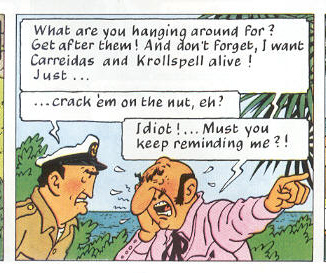 What are you hanging around for?
Get after them! And don't forget, I want
Carreidas and Krollspell alive!
Just ...
...crack 'em on the nut, eh?
Idiot!... Must you
keep reminding me?!